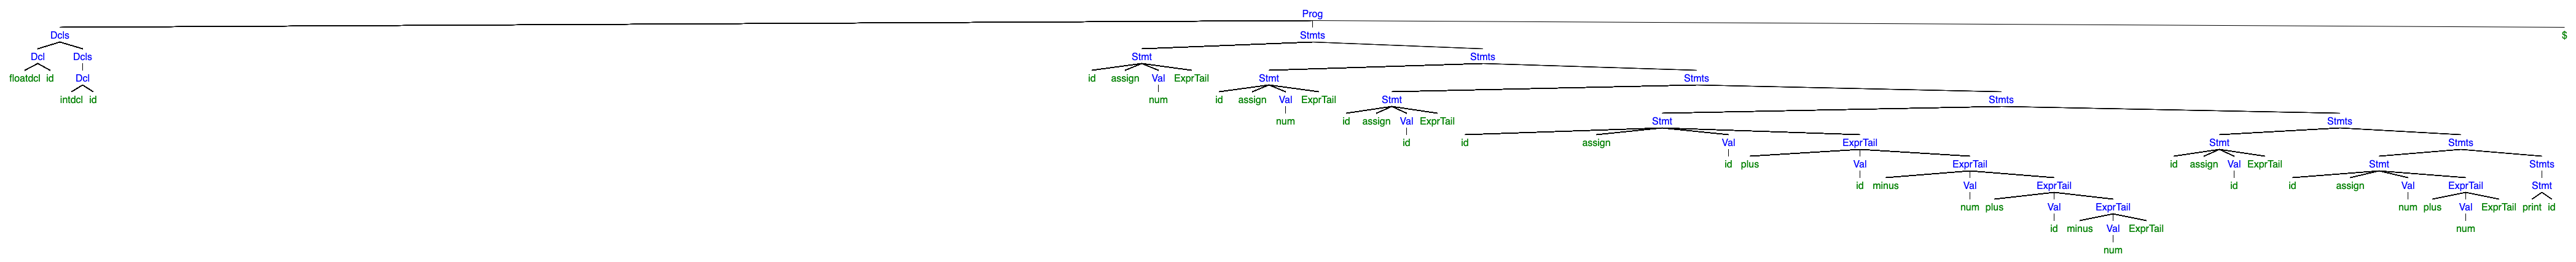 Prog
Dcls Stmts $
Dcl Dcls Stmt Stmts
floatdcl id Dcl id assign Val ExprTail Stmt Stmts
intdcl id num id assign Val ExprTail Stmt Stmts
num id assign Val ExprTail Stmt Stmts
id id assign Val ExprTail Stmt Stmts
id plus Val ExprTail id assign Val ExprTail Stmt Stmts
id minus Val ExprTail id id assign Val ExprTail Stmt
num plus Val ExprTail num plus Val ExprTail print id
id minus Val ExprTail num
num